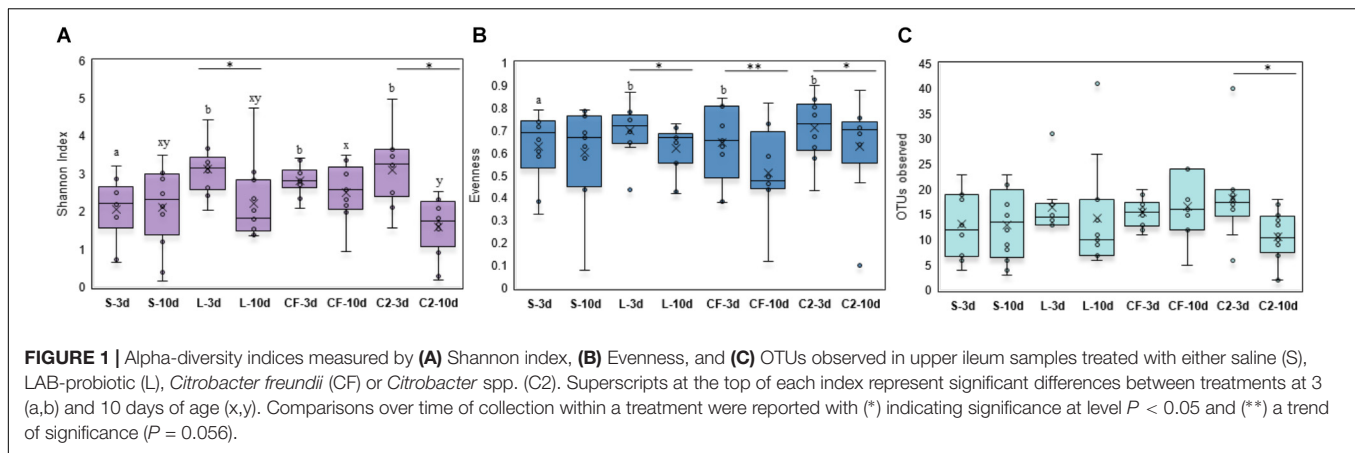 A
Shannon Index
6
5
4
3
2
1
0
* *
a xy b xy b x b y
S-3d S-10d L-3d L-10d CF-3d CF-10d C2-3d C2-10d
B
Evenness
1
0.9
0.8
0.7
0.6
0.5
0.4
0.3
0.2
0.1
0
* ** *
a b b b
S-3d S-10d L-3d L-10d CF-3d CF-10d C2-3d C2-10d
C
OTUs observed
45
40
35
30
25
20
15
10
5
0
*
S-3d S-10d L-3d L-10d CF-3d CF-10d C2-3d C2-10d
FIGURE 1 | Alpha-diversity indices measured by (A) Shannon index, (B) Evenness, and (C) OTUs observed in upper ileum samples treated with either saline (S),
LAB-probiotic (L), Citrobacter freundii (CF) or Citrobacter spp. (C2). Superscripts at the top of each index represent significant differences between treatments at 3
(a,b) and 10 days of age (x,y). Comparisons over time of collection within a treatment were reported with (*) indicating significance at level P < 0.05 and (**) a trend
of significance (P = 0.056).